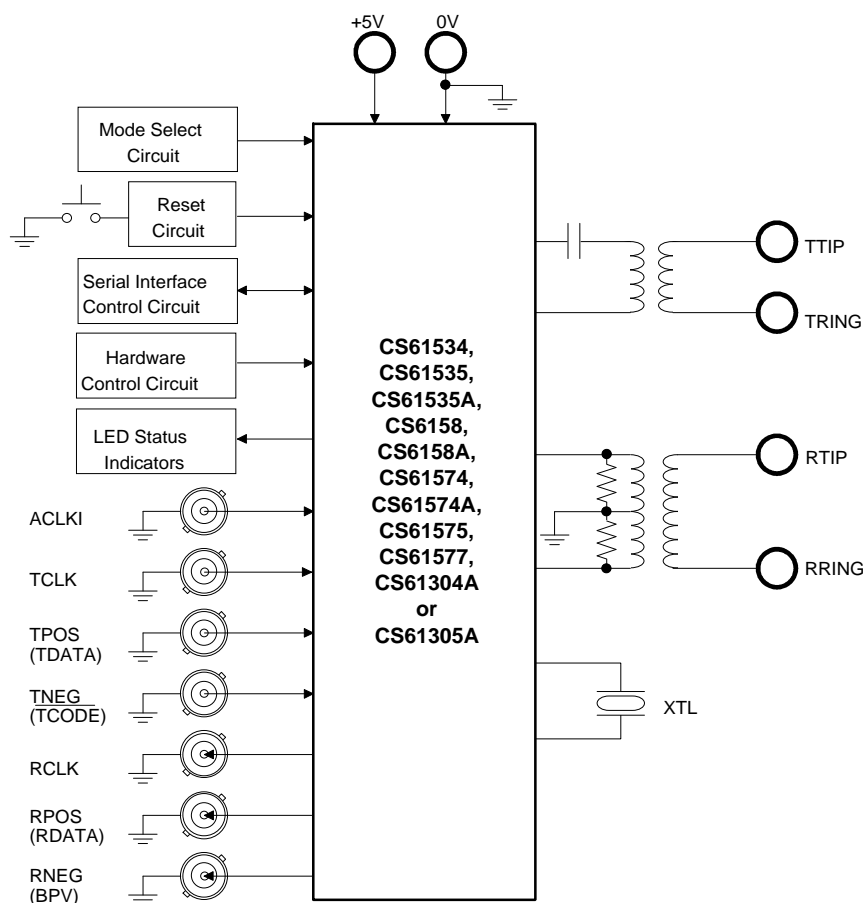 +5V
0V
Mode Select
Circuit
Reset
Circuit
Serial Interface
Control Circuit
Hardware
Control Circuit
LED Status
Indicators
ACLKI
TCLK
TPOS
(TDATA)
TNEG
(TCODE)
RCLK
RPOS
(RDATA)
RNEG
(BPV)
CS61534,
CS61535,
CS61535A,
CS6158,
CS6158A,
CS61574,
CS61574A,
CS61575,
CS61577,
CS61304A
or
CS61305A
TTIP
TRING
RTIP
RRING
XTL